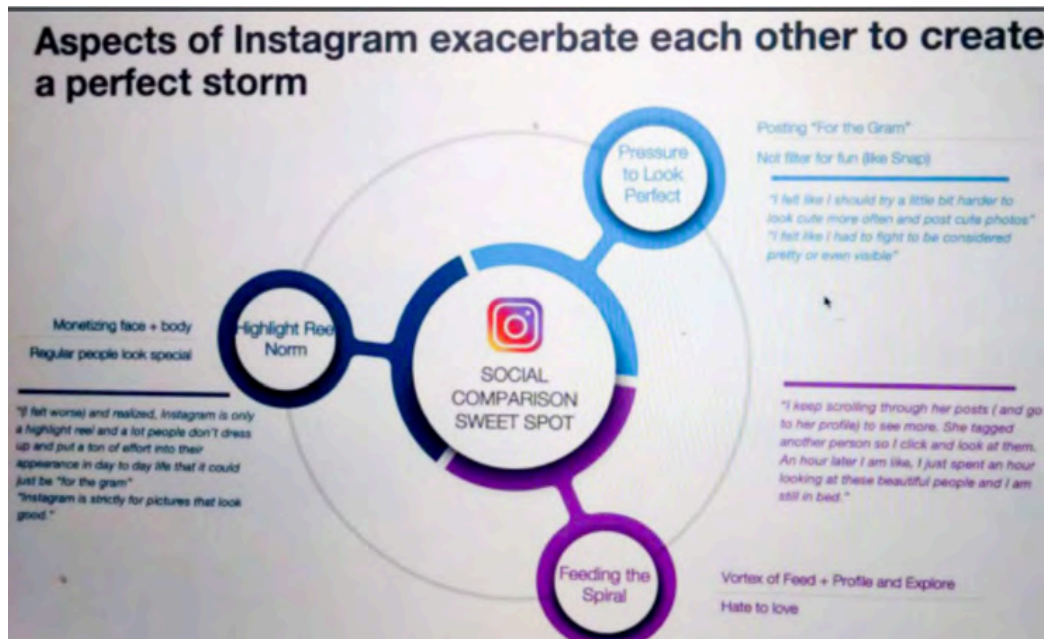 Aspects of Instagram exacerbate each other to create
a perfect storm
Pressure
to Look
Perfect
Posting "For the Gram"
Not filter for fun (like Snap)
"I felt like I should try a little bit harder to
look cute more often and post cute photos"
"I felt like I had to fight to be considered
pretty or even visible"
Highlight Reel
Norm
Monetizing face + body
Regular people look special
"(I felt worse) and realized, Instagram is only
a highlight reel and a lot people don't dress
up and put a ton of effort into their
appearance in day to day life that it could
just be "for the gram"
"Instagram is strictly for pictures that look
good."
SOCIAL
COMPARISON
SWEET SPOT
"I keep scrolling through her posts ( and go
to her profile) to see more. She tagged
another person so I click and look at them.
An hour later I am like, I just spent an hour
looking at these beautiful people and I am
still in bed."
Feeding the
Spiral
Vortex of Feed + Profile and Explore
Hate to love